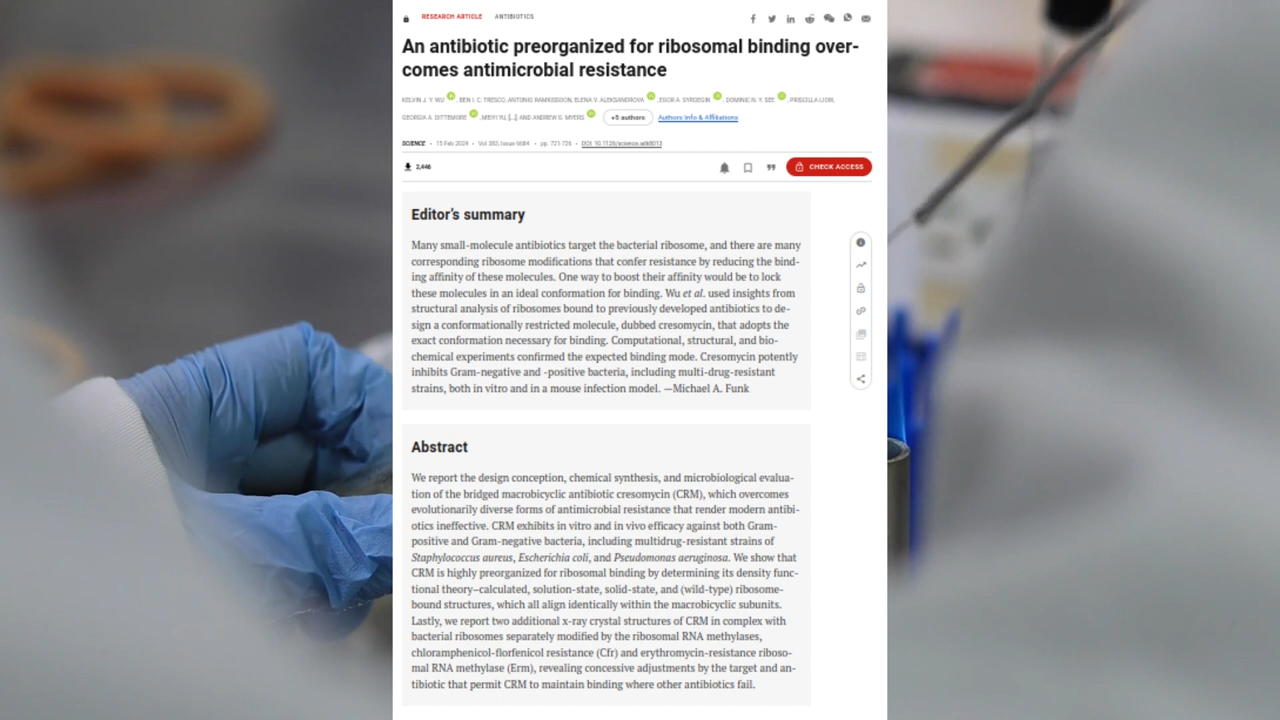 RESEARCH ARTICLE ANTIBIOTICS
An antibiotic preorganized for ribosomal binding over-
comes antimicrobial resistance
KELVIN J. Y. WU, BEN I. C. TRESCO, ANTONIO RAMKISSOON, ELENA V. ALEKSANDROVA, EGOR A. SYROEGIN, DOMINIC N. Y. SEE, PRISCILLA LIOW,
GEORGIA A. DITTEMORE, MEIYI YU, [...], AND ANDREW G. MYERS +5 authors Authors Info & Affiliations
SCIENCE • 15 Feb 2024 • Vol 383, Issue 6684 • pp. 721-726 • DOI: 10.1126/science.adk8013
2,446 CHECK ACCESS
Editor's summary
Many small-molecule antibiotics target the bacterial ribosome, and there are many
corresponding ribosome modifications that confer resistance by reducing the bind-
ing affinity of these molecules. One way to boost their affinity would be to lock
these molecules in an ideal conformation for binding. Wu et al. used insights from
structural analysis of ribosomes bound to previously developed antibiotics to de-
sign a conformationally restricted molecule, dubbed cresomycin, that adopts the
exact conformation necessary for binding. Computational, structural, and bio-
chemical experiments confirmed the expected binding mode. Cresomycin potently
inhibits Gram-negative and -positive bacteria, including multi-drug-resistant
strains, both in vitro and in a mouse infection model. —Michael A. Funk
Abstract
We report the design conception, chemical synthesis, and microbiological evalua-
tion of the bridged macrobicyclic antibiotic cresomycin (CRM), which overcomes
evolutionarily diverse forms of antimicrobial resistance that render modern antibi-
otics ineffective. CRM exhibits in vitro and in vivo efficacy against both Gram-
positive and Gram-negative bacteria, including multidrug-resistant strains of
Staphylococcus aureus, Escherichia coli, and Pseudomonas aeruginosa. We show that
CRM is highly preorganized for ribosomal binding by determining its density func-
tional theory–calculated, solution-state, solid-state, and (wild-type) ribosome-
bound structures, which all align identically within the macrobicyclic subunits.
Lastly, we report two additional x-ray crystal structures of CRM in complex with
bacterial ribosomes separately modified by the ribosomal RNA methylases,
chloramphenicol-florfenicol resistance (Cfr) and erythromycin-resistance riboso-
mal RNA methylase (Erm), revealing concessive adjustments by the target and an-
tibiotic that permit CRM to maintain binding where other antibiotics fail.